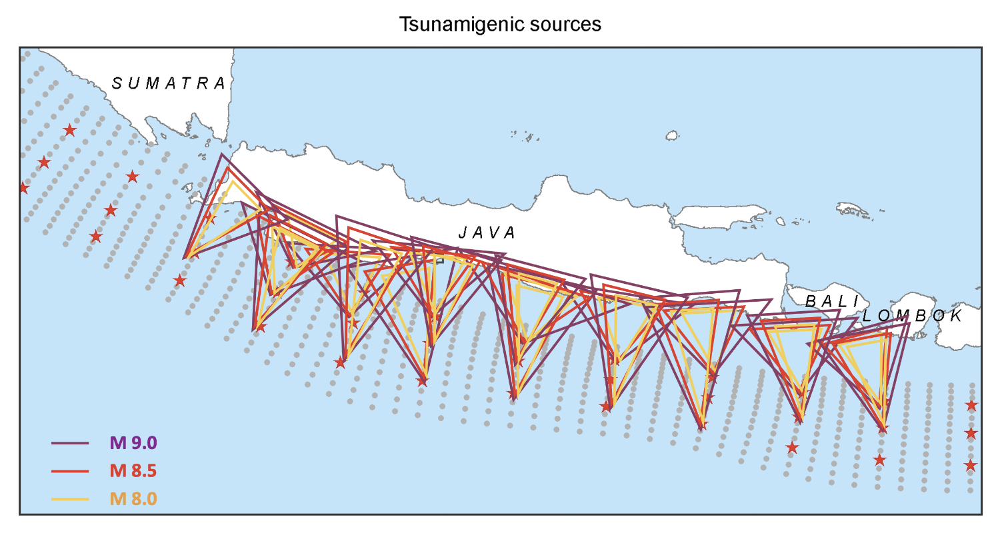 Tsunamigenic sources
SUMATRA
JAVA
BALI
LOMBOK
M 9.0
M 8.5
M 8.0